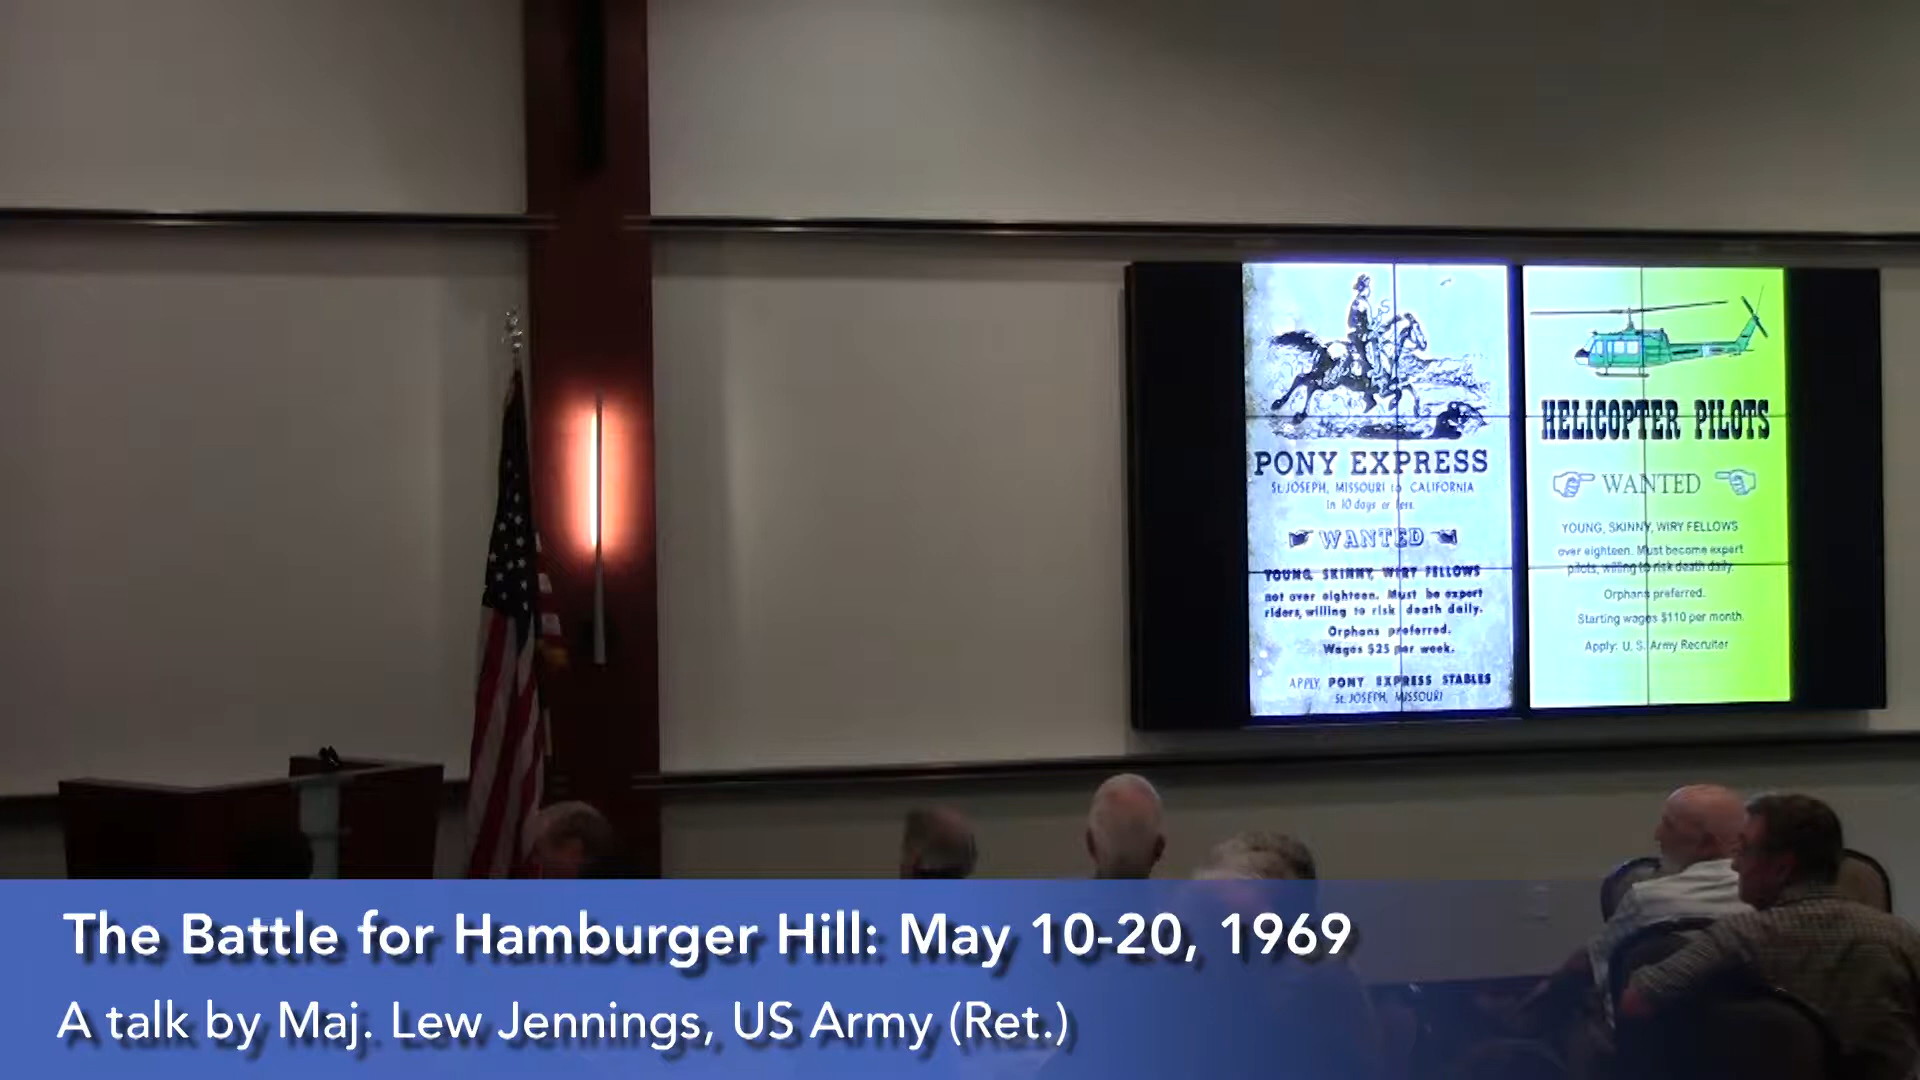 PONY EXPRESS
St. JOSEPH, MISSOURI to CALIFORNIA
in 10 days or less.
WANTED
YOUNG, SKINNY, WIRY FELLOWS
not over eighteen. Must be expert
riders, willing to risk death daily.
Orphans preferred.
Wages $25 per week.
APPLY, PONY EXPRESS STABLES
St. JOSEPH, MISSOURI
HELICOPTER PILOTS
WANTED
YOUNG, SKINNY, WIRY FELLOWS
over eighteen. Must become expert
pilots, willing to risk death daily.
Orphans preferred.
Starting wages $110 per month.
Apply: U. S. Army Recruiter
The Battle for Hamburger Hill: May 10-20, 1969
A talk by Maj. Lew Jennings, US Army (Ret.)